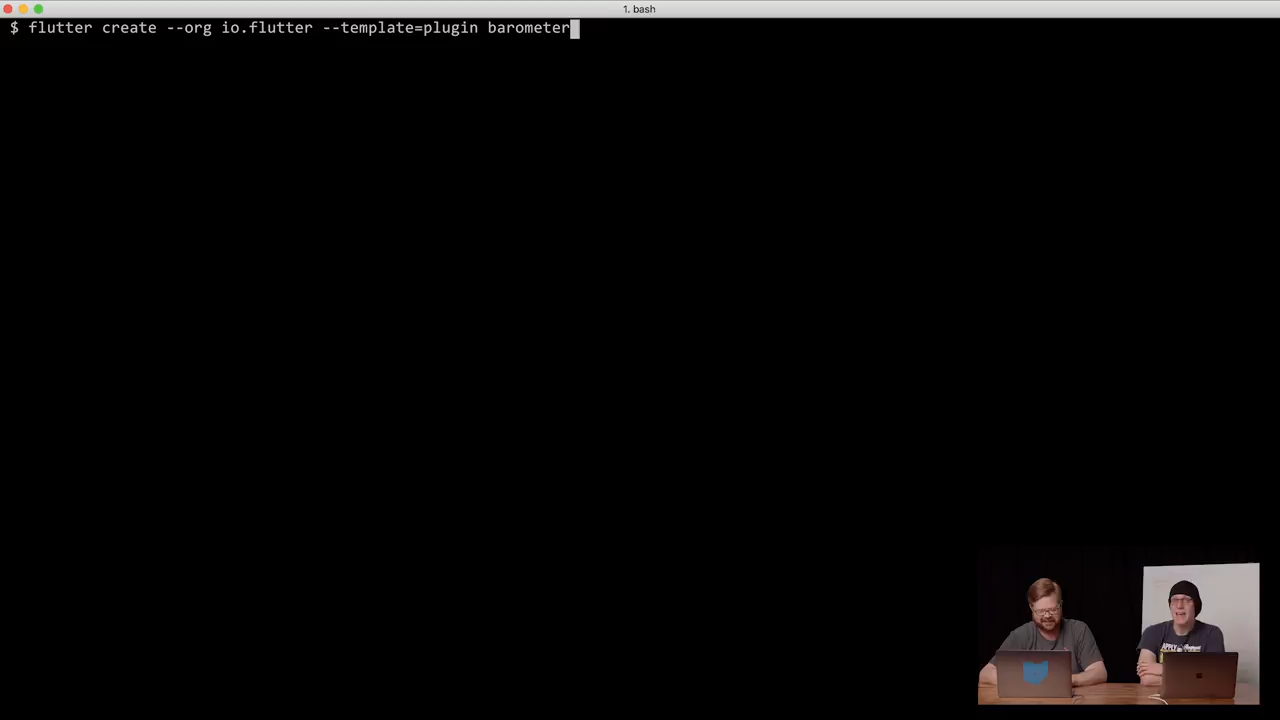 1. bash
$ flutter create --org io.flutter --template=plugin barometer